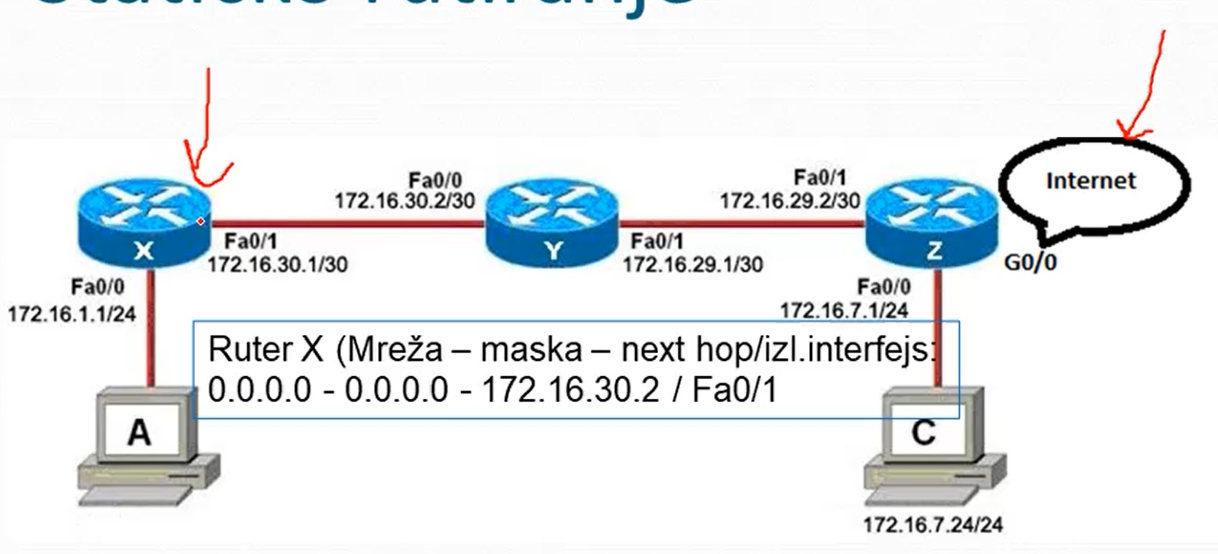 Fa0/0
172.16.30.2/30
Fa0/1
172.16.29.2/30
Internet
X
Y
Z
Fa0/1
172.16.30.1/30
Fa0/1
172.16.29.1/30
G0/0
Fa0/0
172.16.1.1/24
Fa0/0
172.16.7.1/24
Ruter X (Mreža – maska – next hop/izl.interfejs:
0.0.0.0 - 0.0.0.0 - 172.16.30.2 / Fa0/1
A
C
172.16.7.24/24